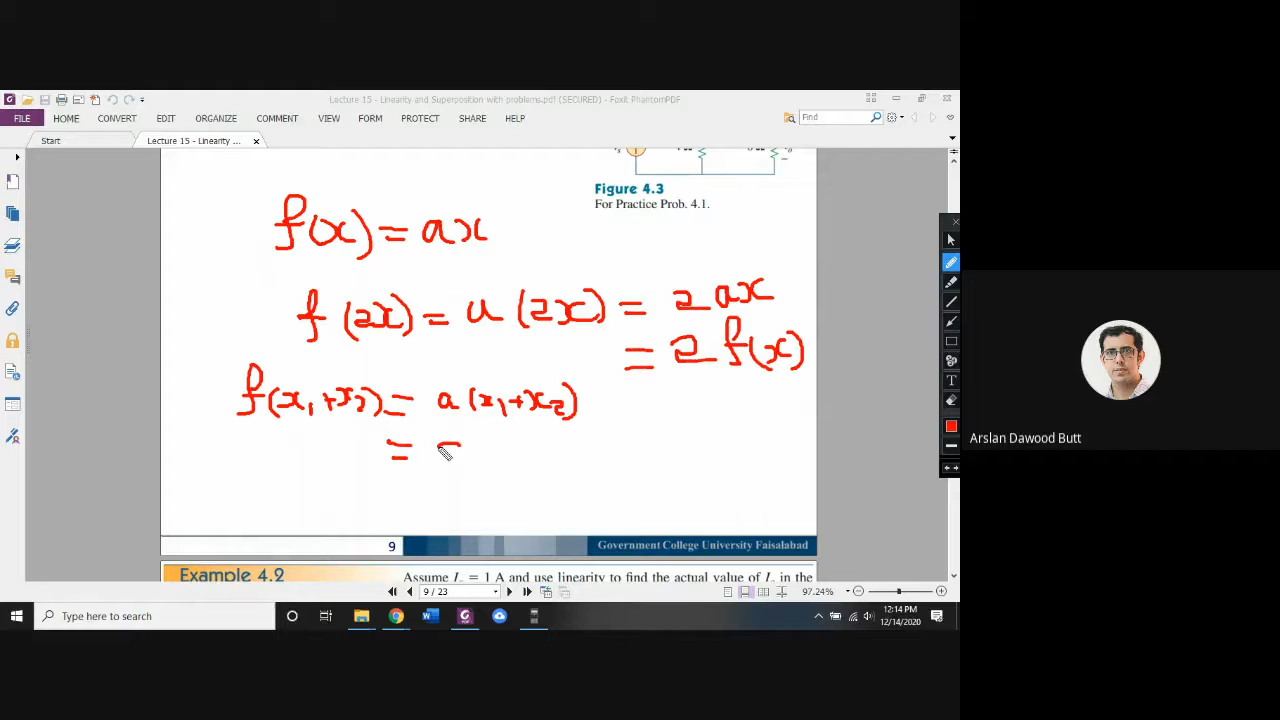 Lecture 15 - Linearity and Superposition with problems.pdf (SECURED) - Foxit PhantomPDF
FILE HOME CONVERT EDIT ORGANIZE COMMENT VIEW FORM PROTECT SHARE HELP
Find
Start Lecture 15 - Linearity ...
Figure 4.3
For Practice Prob. 4.1.
f(x) = ax
f(2x) = a(2x) = 2ax
= 2f(x)
f(x₁+x₂) = a(x₁+x₂)
=
Arslan Dawood Butt
9 Government College University Faisalabad
Example 4.2 Assume Iₒ = 1 A and use linearity to find the actual value of Iₒ in the
9 / 23 97.24%
Type here to search
12:14 PM
12/14/2020